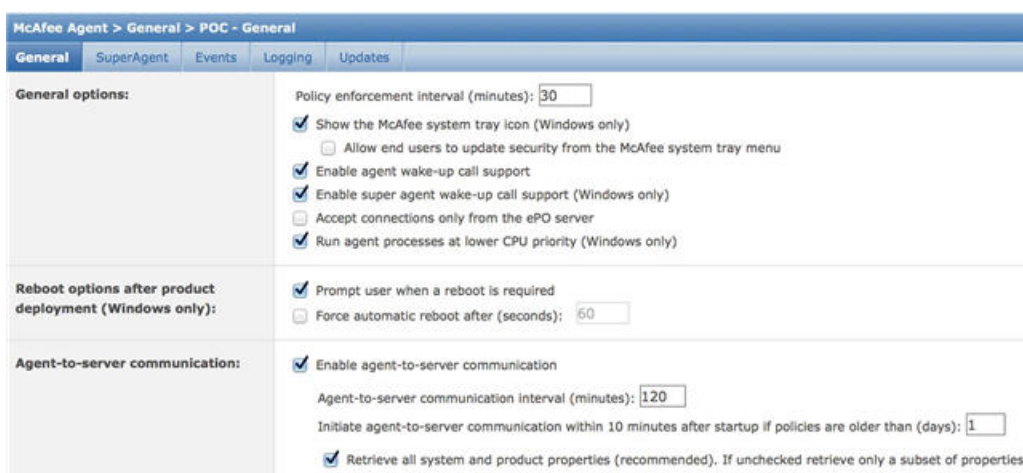 McAfee Agent > General > POC - General
General SuperAgent Events Logging Updates
General options:
Policy enforcement interval (minutes): 30
Show the McAfee system tray icon (Windows only)
Allow end users to update security from the McAfee system tray menu
Enable agent wake-up call support
Enable super agent wake-up call support (Windows only)
Accept connections only from the ePO server
Run agent processes at lower CPU priority (Windows only)
Reboot options after product
deployment (Windows only):
Prompt user when a reboot is required
Force automatic reboot after (seconds): 60
Agent-to-server communication:
Enable agent-to-server communication
Agent-to-server communication interval (minutes): 120
Initiate agent-to-server communication within 10 minutes after startup if policies are older than (days): 1
Retrieve all system and product properties (recommended). If unchecked retrieve only a subset of properties